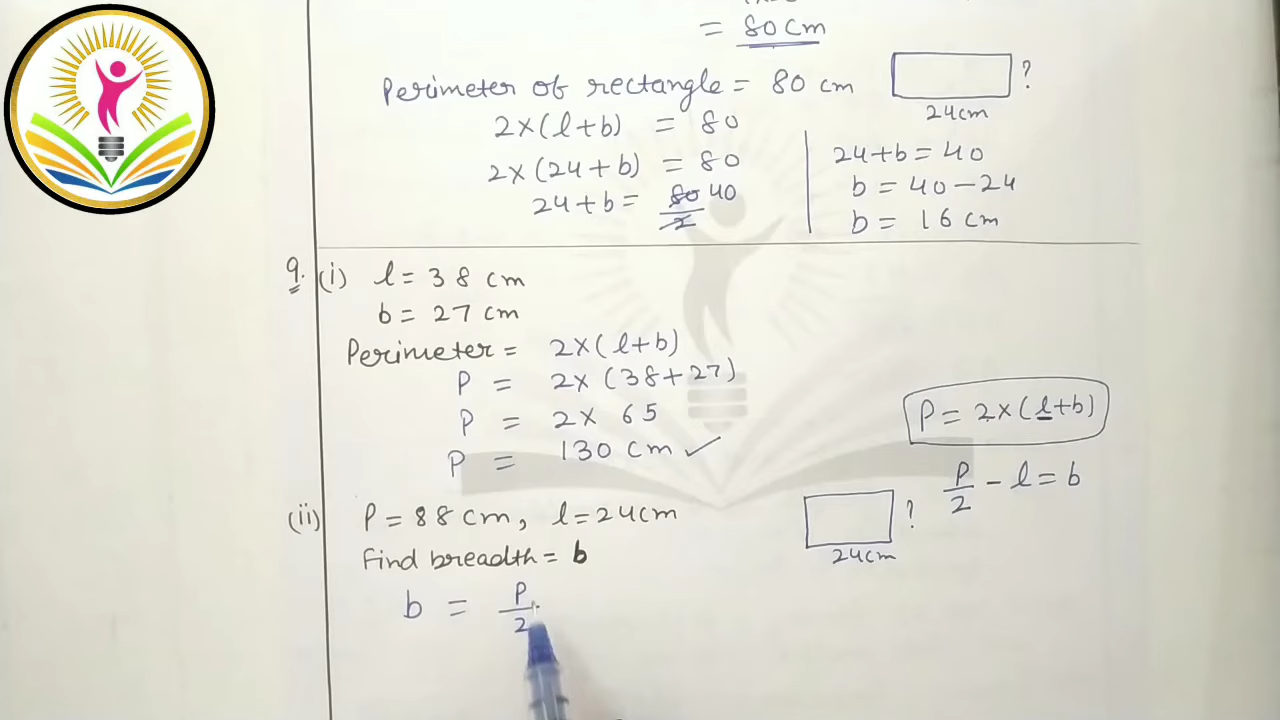 = 80 cm
Perimeter of rectangle = 80 cm
?
24cm
2×(l+b) = 80
2×(24+b) = 80
24+b = 80/2 40
24+b = 40
b = 40-24
b = 16 cm
9. (i) l = 38 cm
b = 27 cm
Perimeter = 2×(l+b)
P = 2×(38+27)
P = 2×65
P = 130 cm ✓
P = 2×(l+b)
P/2 - l = b
(ii) P = 88 cm, l = 24cm
?
24cm
Find breadth = b
b = P/2